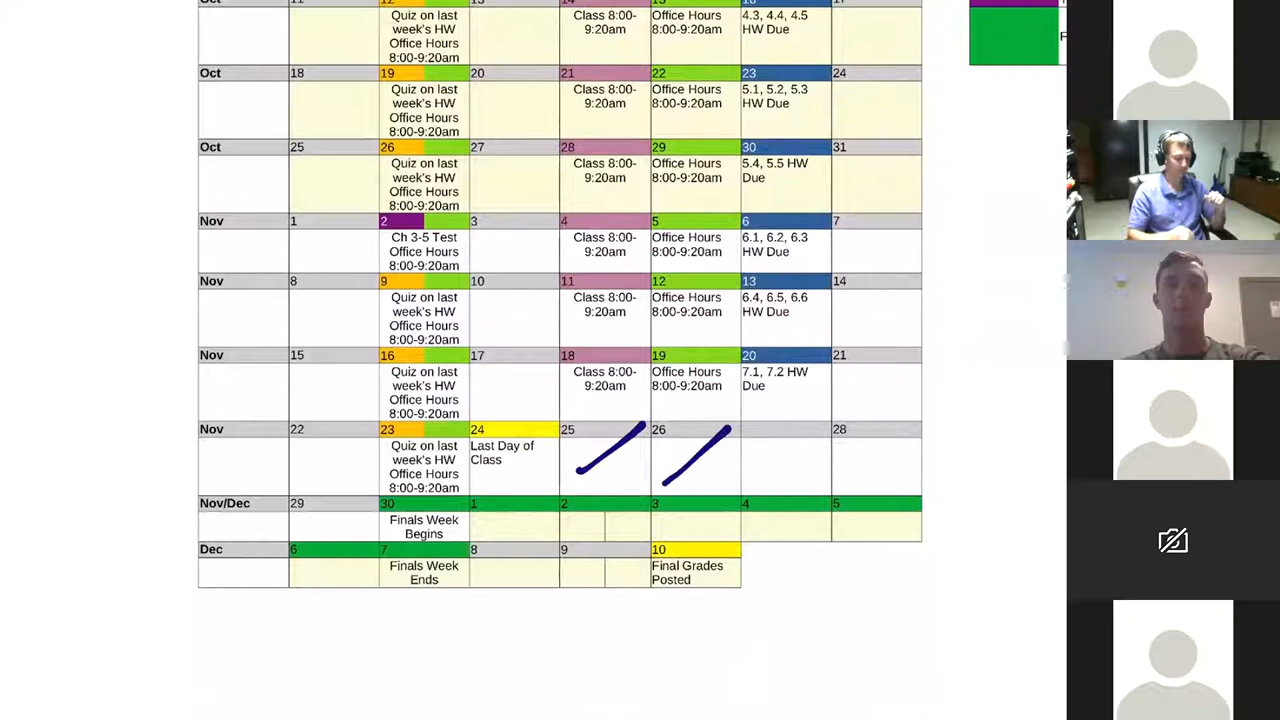 Oct 11 12 13 14 15 16 17
Quiz on last Class 8:00- Office Hours 4.3, 4.4, 4.5
week's HW 9:20am 8:00-9:20am HW Due
Office Hours
8:00-9:20am
Oct 18 19 20 21 22 23 24
Quiz on last Class 8:00- Office Hours 5.1, 5.2, 5.3
week's HW 9:20am 8:00-9:20am HW Due
Office Hours
8:00-9:20am
Oct 25 26 27 28 29 30 31
Quiz on last Class 8:00- Office Hours 5.4, 5.5 HW
week's HW 9:20am 8:00-9:20am Due
Office Hours
8:00-9:20am
Nov 1 2 3 4 5 6 7
Ch 3-5 Test Class 8:00- Office Hours 6.1, 6.2, 6.3
Office Hours 9:20am 8:00-9:20am HW Due
8:00-9:20am
Nov 8 9 10 11 12 13 14
Quiz on last Class 8:00- Office Hours 6.4, 6.5, 6.6
week's HW 9:20am 8:00-9:20am HW Due
Office Hours
8:00-9:20am
Nov 15 16 17 18 19 20 21
Quiz on last Class 8:00- Office Hours 7.1, 7.2 HW
week's HW 9:20am 8:00-9:20am Due
Office Hours
8:00-9:20am
Nov 22 23 24 25 26 28
Quiz on last Last Day of
week's HW Class
Office Hours
8:00-9:20am
Nov/Dec 29 30 1 2 3 4 5
Finals Week
Begins
Dec 6 7 8 9 10
Finals Week Final Grades
Ends Posted